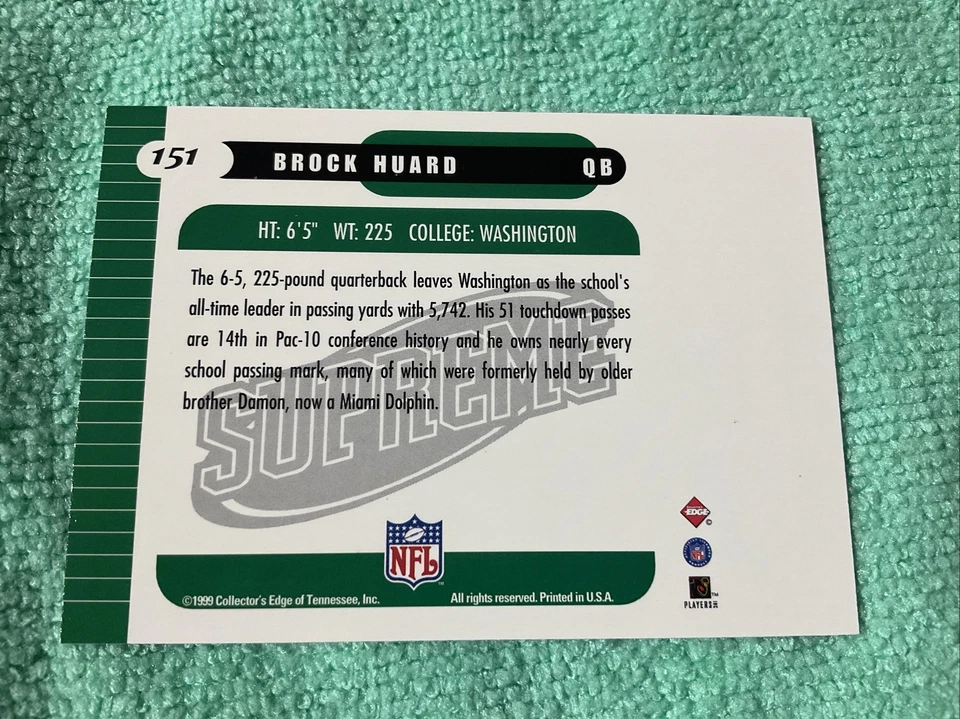 151
BROCK HUARD QB
HT: 6'5" WT: 225 COLLEGE: WASHINGTON
The 6-5, 225-pound quarterback leaves Washington as the school's
all-time leader in passing yards with 5,742. His 51 touchdown passes
are 14th in Pac-10 conference history and he owns nearly every
school passing mark, many of which were formerly held by older
brother Damon, now a Miami Dolphin.
SUPREME
NFL
EDGE
©
PLAYERS INC
©1999 Collector's Edge of Tennessee, Inc. All rights reserved. Printed in U.S.A.